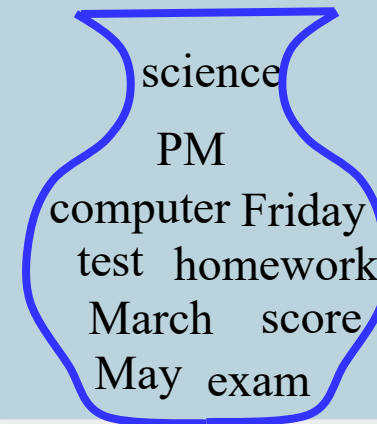 science
PM
computer Friday
test homework
March score
May exam